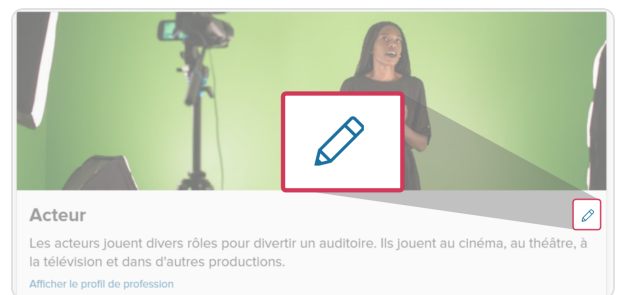 Acteur
Les acteurs jouent divers rôles pour divertir un auditoire. Ils jouent au cinéma, au théâtre, à
la télévision et dans d'autres productions.
Afficher le profil de profession